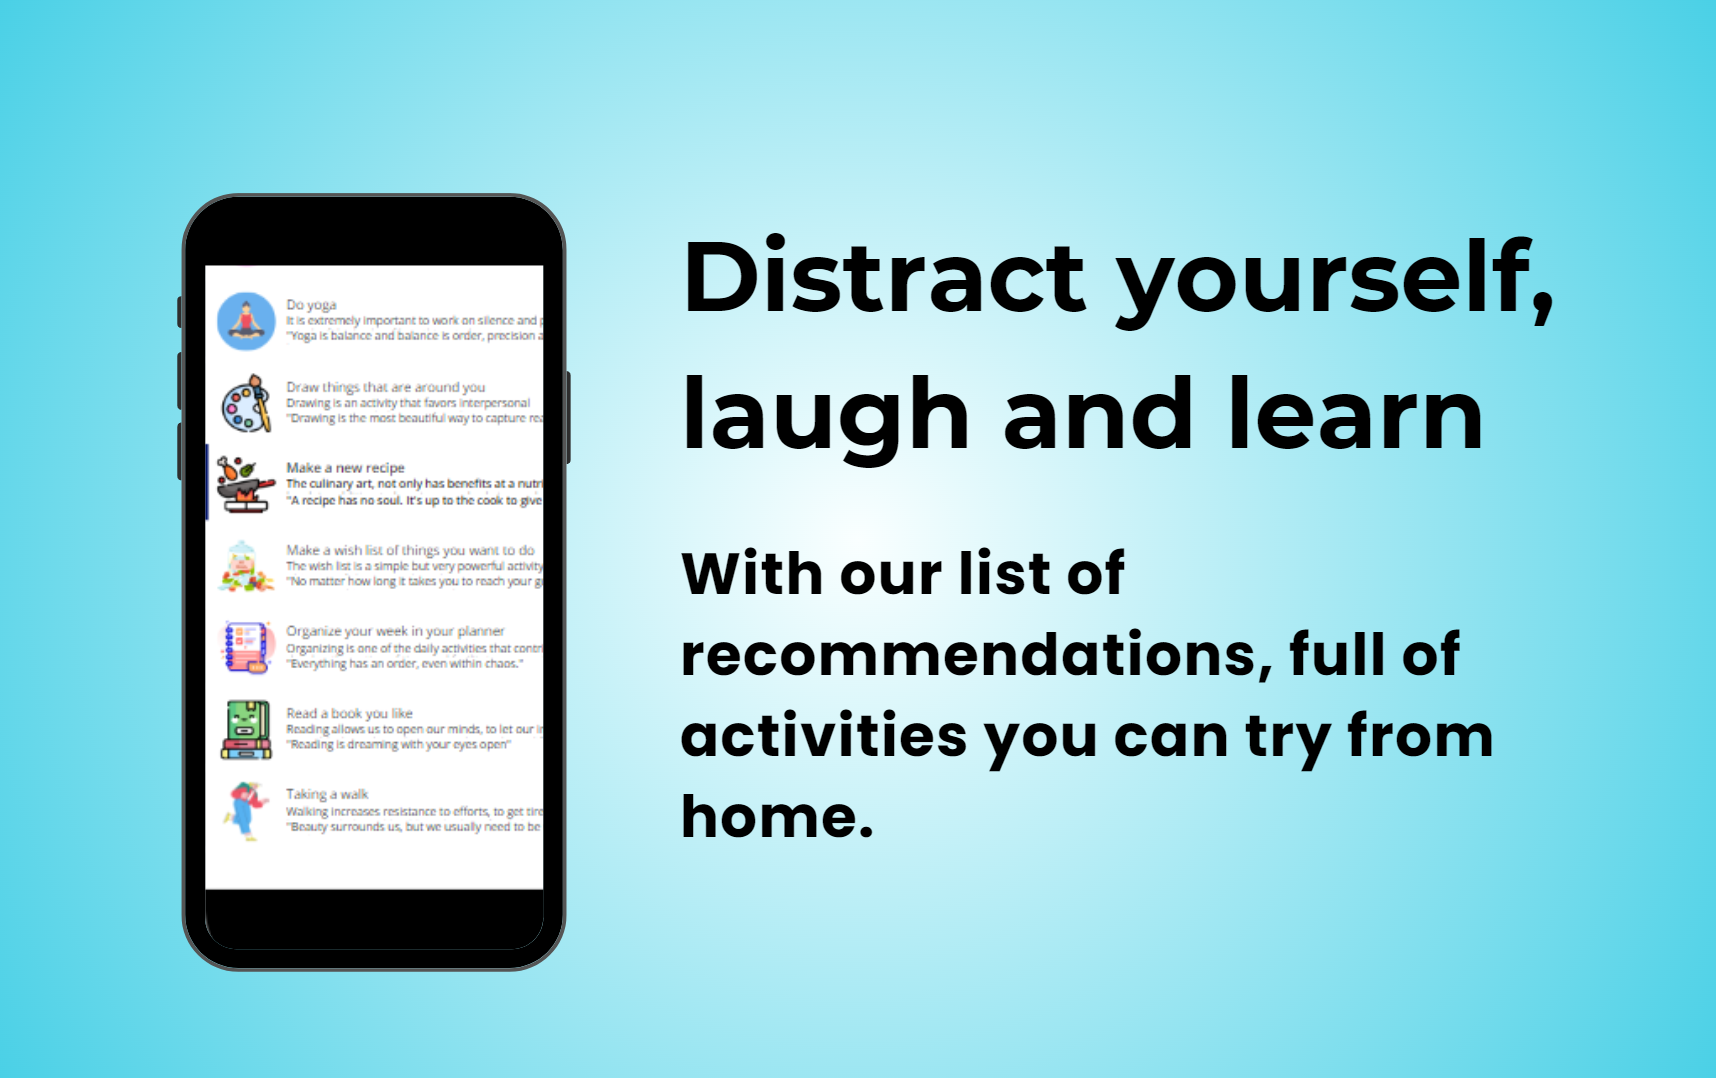 Do yoga
It is extremely important to work on silence and
"Yoga is balance and balance is order, precision
Draw things that are around you
Drawing is an activity that favors interpersonal
"Drawing is the most beautiful way to capture
Make a new recipe
The culinary art, not only has benefits at a
"A recipe has no soul. It's up to the cook to give
Make a wish list of things you want to do
The wish list is a simple but very powerful activity
"No matter how long it takes you to reach your
Organize your week in your planner
Organizing is one of the daily activities that
"Everything has an order, even within chaos."
Read a book you like
Reading allows us to open our minds, to let our
"Reading is dreaming with your eyes open"
Taking a walk
Walking increases resistance to efforts, to get
"Beauty surrounds us, but we usually need to be
Distract yourself,
laugh and learn
With our list of
recommendations, full of
activities you can try from
home.